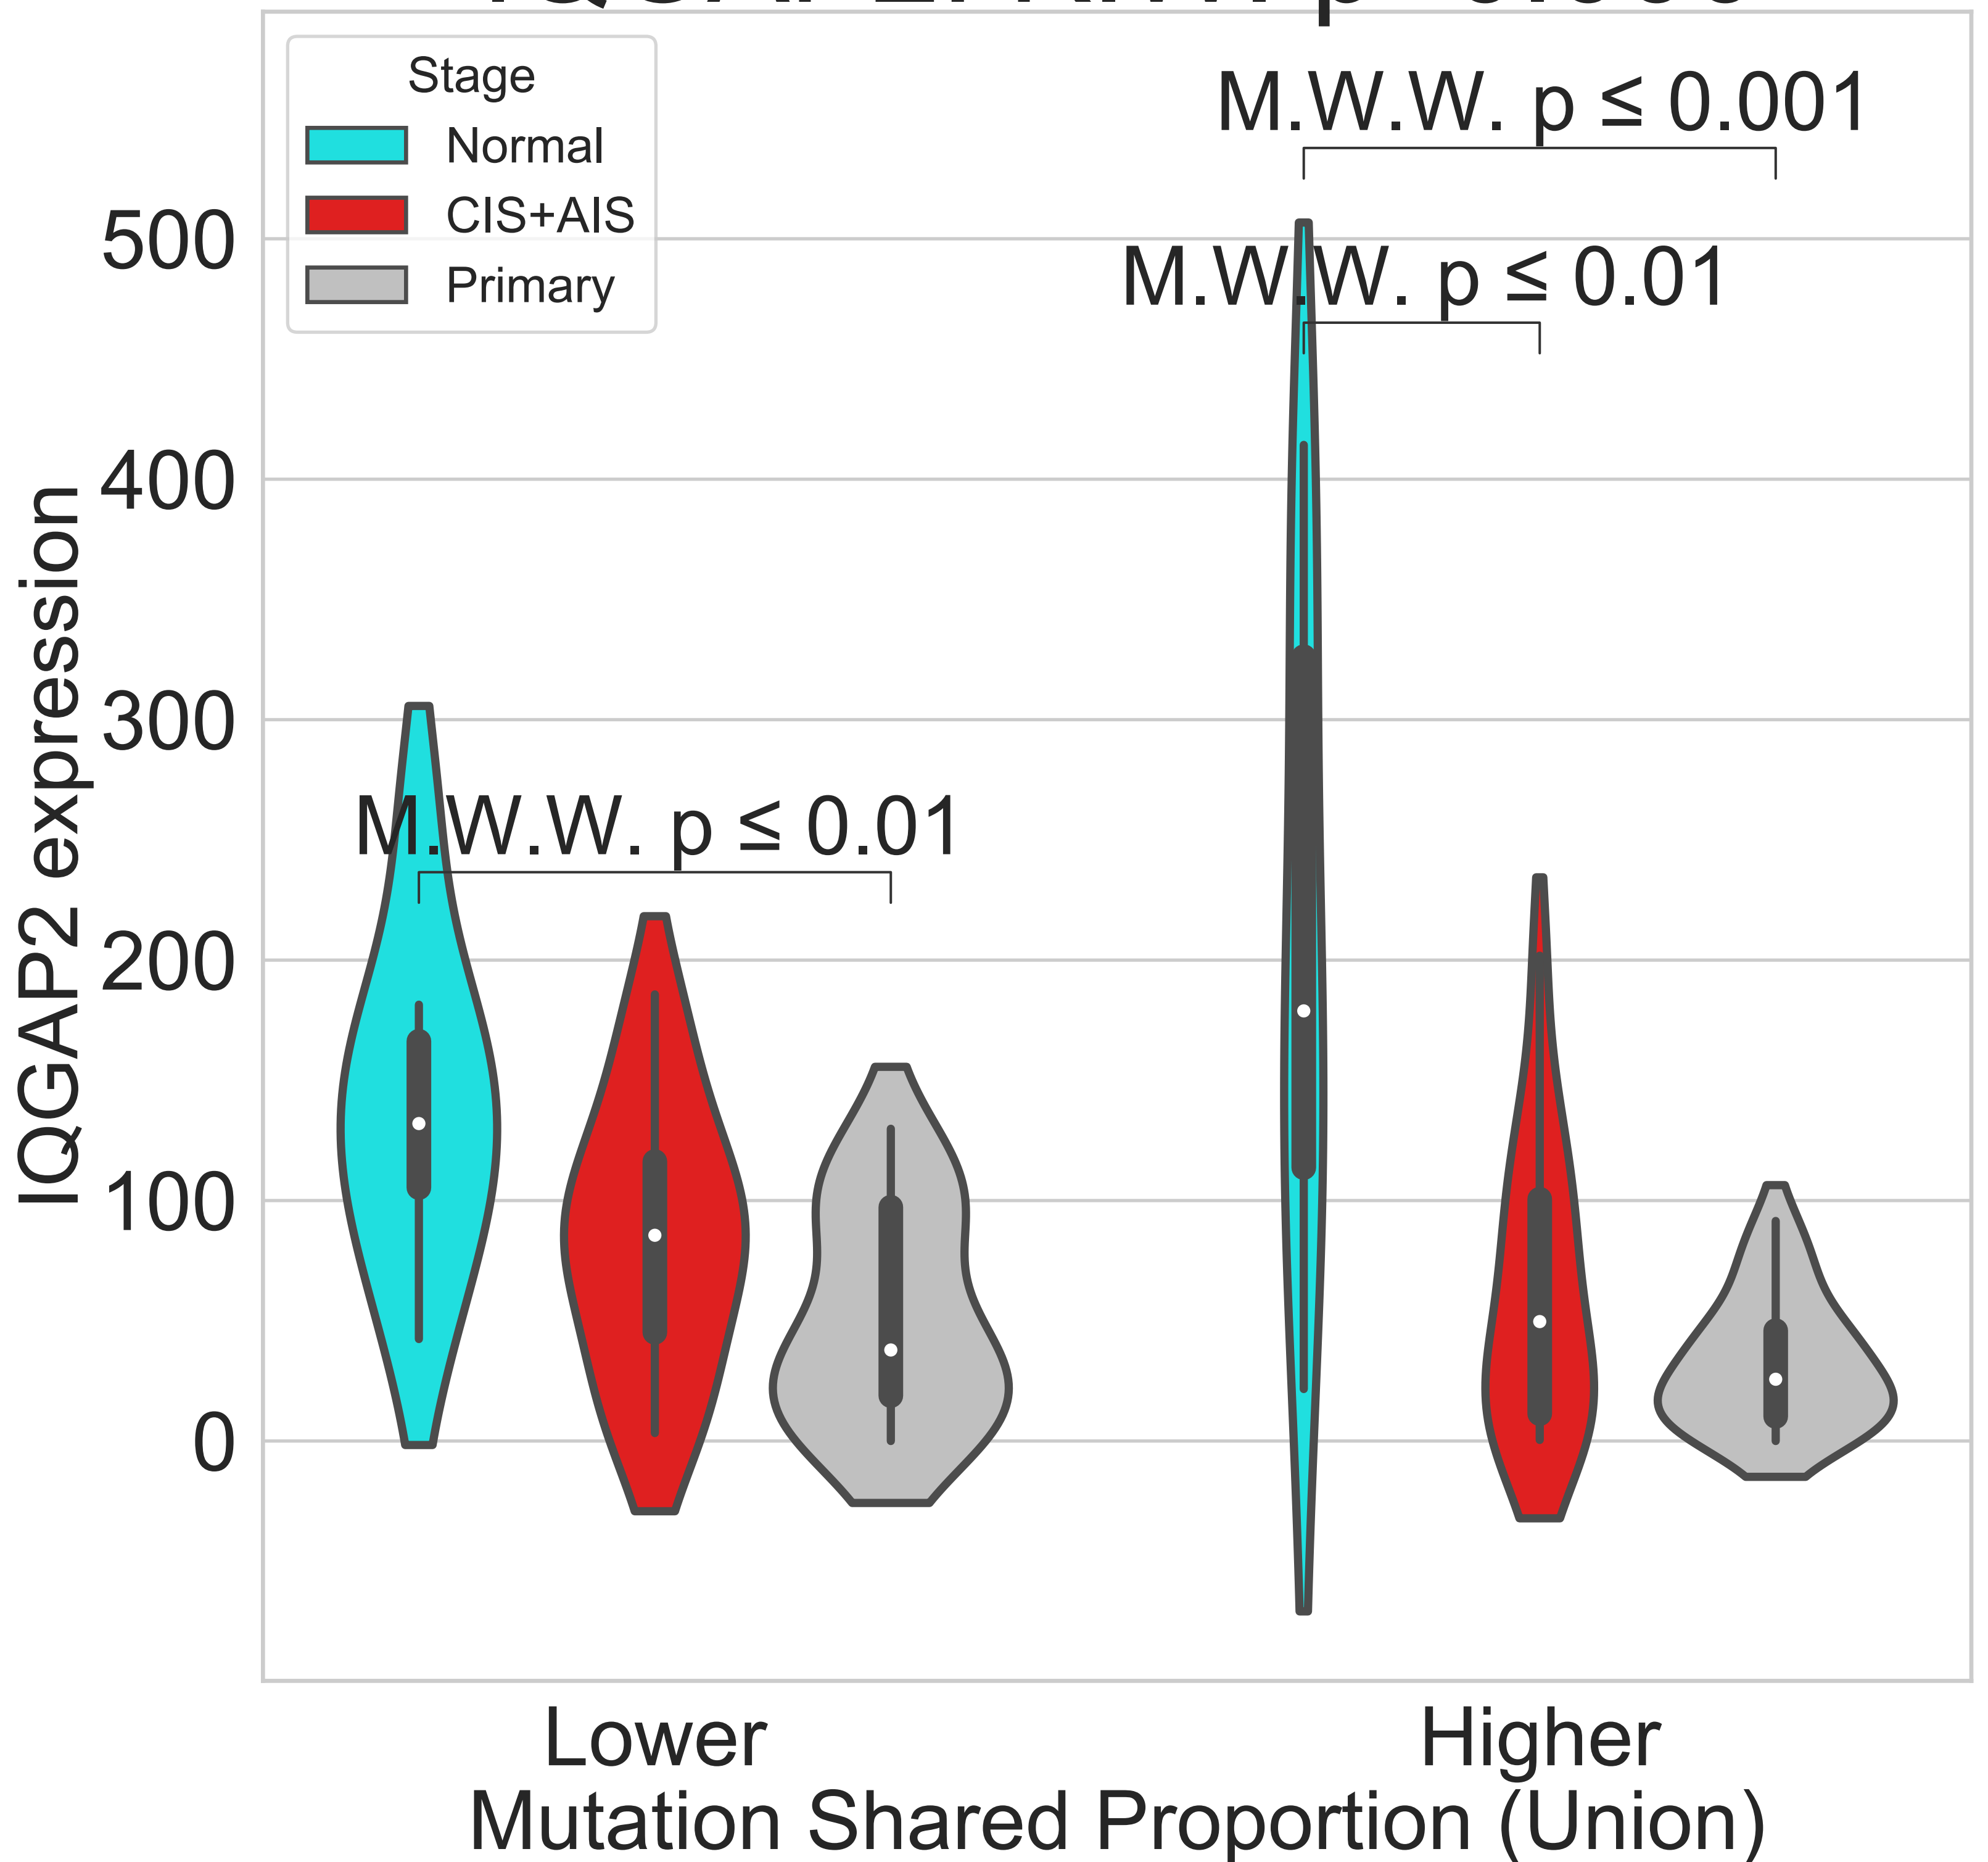 Stage
Normal
CIS+AIS
Primary
M.W.W. p ≤ 0.001
M.W.W. p ≤ 0.01
M.W.W. p ≤ 0.01
500
400
300
200
100
0
IQGAP2 expression
Lower
Higher
Mutation Shared Proportion (Union)